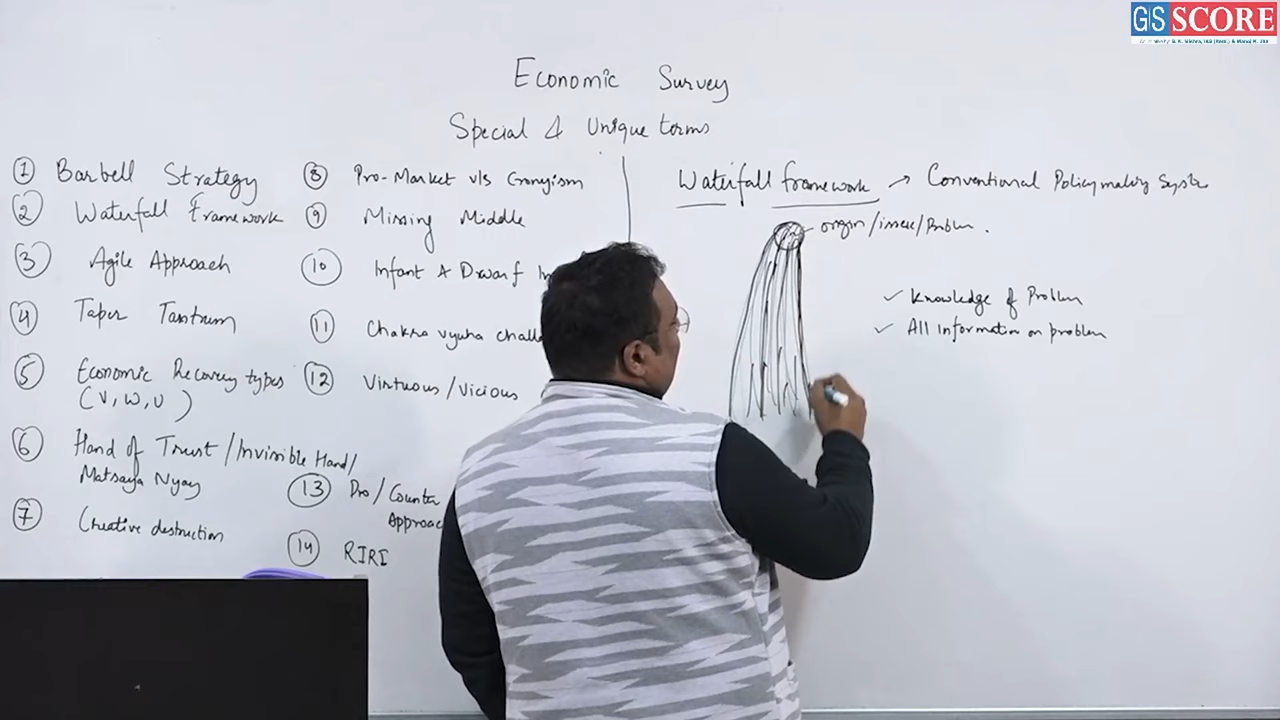 GS SCORE
Economic Survey
Special & Unique terms
1 Barbell Strategy
2 Waterfall Framework
3 Agile Approach
4 Taper Tantrum
5 Economic Recovery types
(V, W, U)
6 Hand of Trust / Invisible Hand /
Matsaya Nyay
7 Creative destruction
8 Pro-Market v/s Cronyism
9 Missing Middle
10 Infant & Dwarf
11 Chakra vyuha
12 Virtuous / Vicious
13 Pro / Counter
14 RIRI
Waterfall framework → Conventional Policymaking
origin / issue / Problem.
✓ Knowledge of Problem
✓ All information on problem